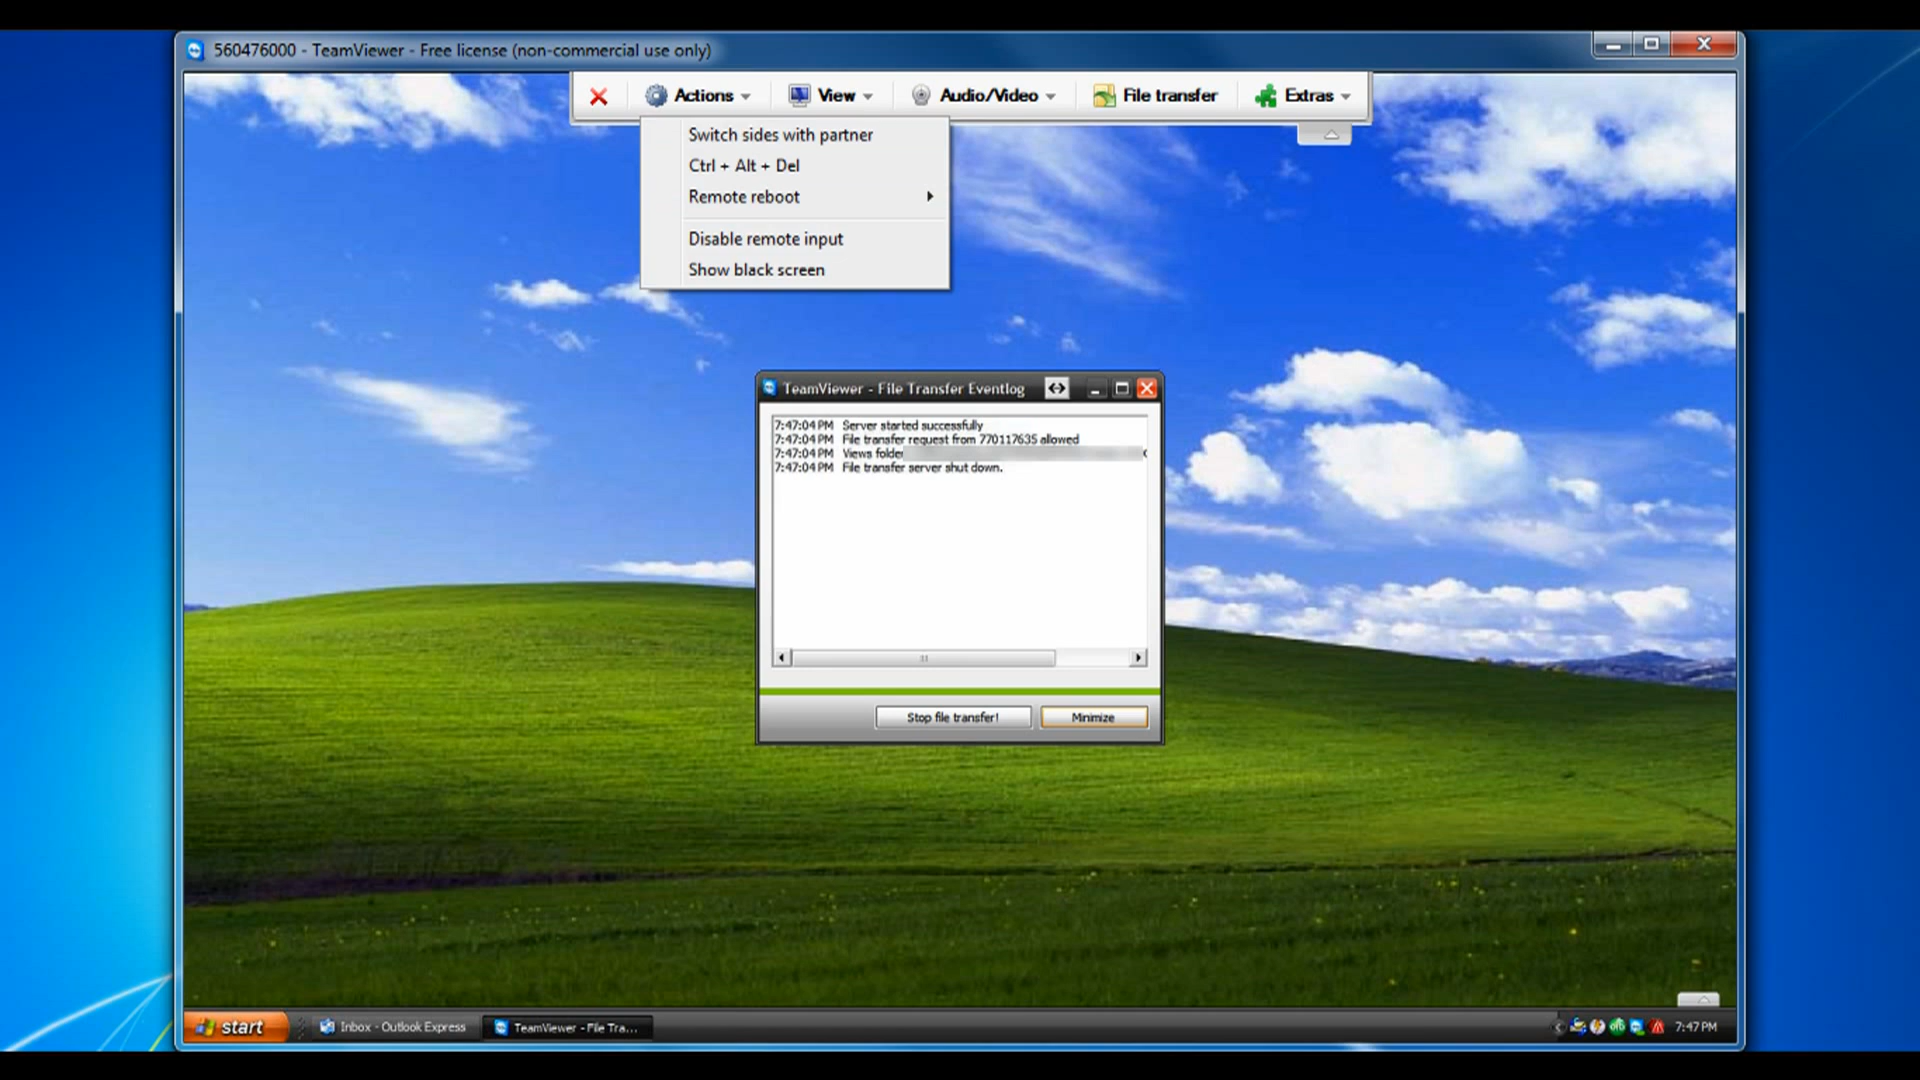 560476000 - TeamViewer - Free license (non-commercial use only)
Actions
View
Audio/Video
File transfer
Extras
Switch sides with partner
Ctrl + Alt + Del
Remote reboot
Disable remote input
Show black screen
TeamViewer - File Transfer Eventlog
7:47:04 PM Server started successfully
7:47:04 PM File transfer request from 770117635 allowed
7:47:04 PM Views folder
7:47:04 PM File transfer server shut down.
Stop file transfer!
Minimize
start
Inbox - Outlook Express
TeamViewer - File Tra...
7:47 PM